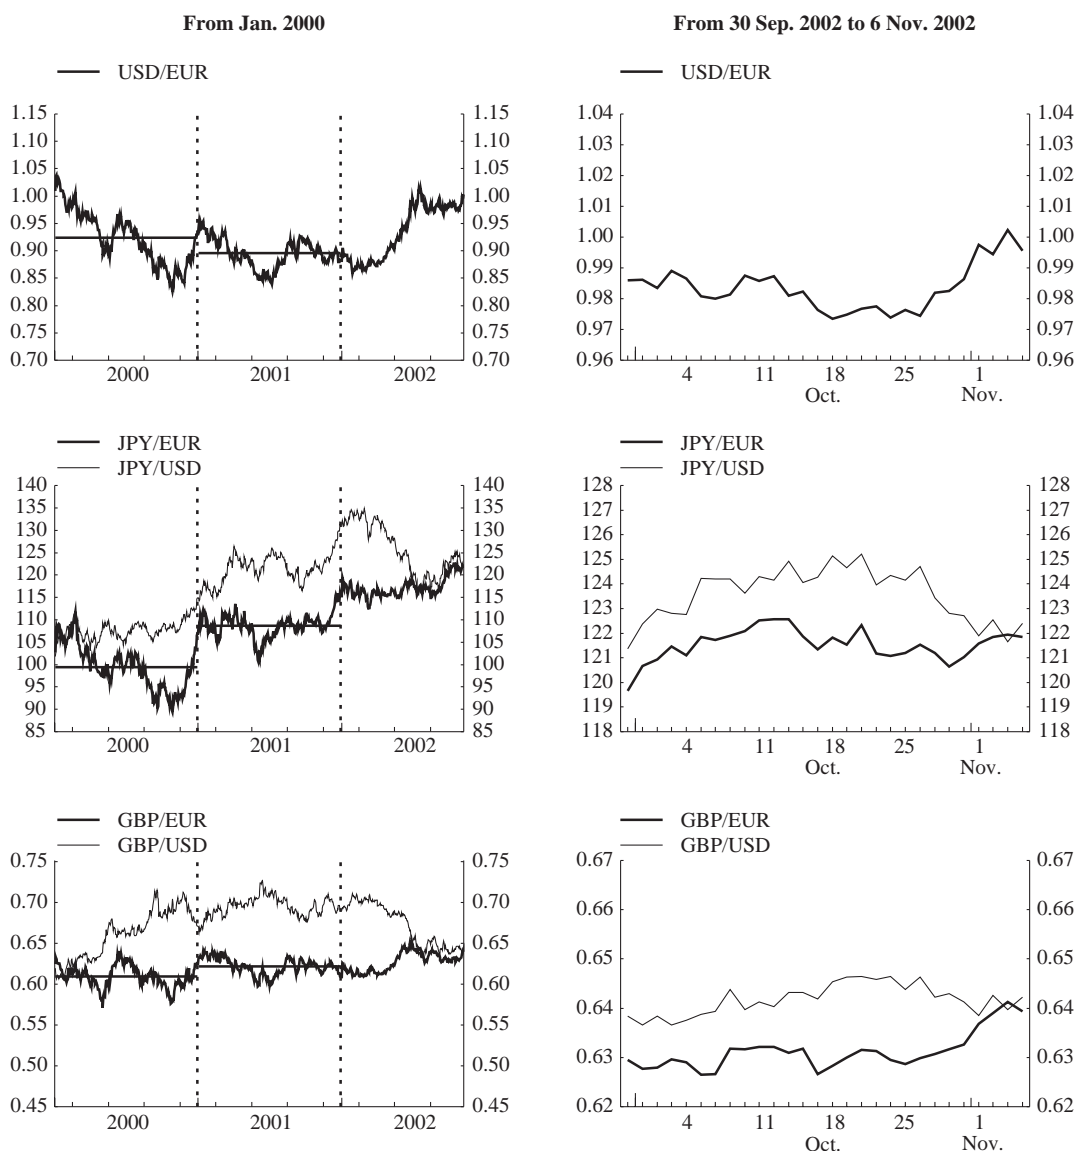 From Jan. 2000
From 30 Sep. 2002 to 6 Nov. 2002
USD/EUR
1.15 1.15
1.10 1.10
1.05 1.05
1.00 1.00
0.95 0.95
0.90 0.90
0.85 0.85
0.80 0.80
0.75 0.75
0.70 0.70
2000 2001 2002
USD/EUR
1.04 1.04
1.03 1.03
1.02 1.02
1.01 1.01
1.00 1.00
0.99 0.99
0.98 0.98
0.97 0.97
0.96 0.96
4 11 18 25 1
Oct. Nov.
JPY/EUR
JPY/USD
140 140
135 135
130 130
125 125
120 120
115 115
110 110
105 105
100 100
95 95
90 90
85 85
2000 2001 2002
JPY/EUR
JPY/USD
128 128
127 127
126 126
125 125
124 124
123 123
122 122
121 121
120 120
119 119
118 118
4 11 18 25 1
Oct. Nov.
GBP/EUR
GBP/USD
0.75 0.75
0.70 0.70
0.65 0.65
0.60 0.60
0.55 0.55
0.50 0.50
0.45 0.45
2000 2001 2002
GBP/EUR
GBP/USD
0.67 0.67
0.66 0.66
0.65 0.65
0.64 0.64
0.63 0.63
0.62 0.62
4 11 18 25 1
Oct. Nov.